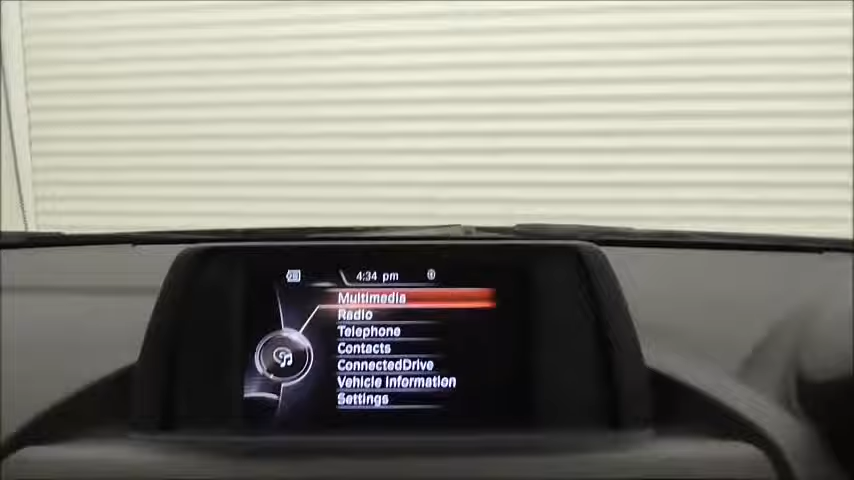 4:34 pm
Multimedia
Radio
Telephone
Contacts
ConnectedDrive
Vehicle information
Settings